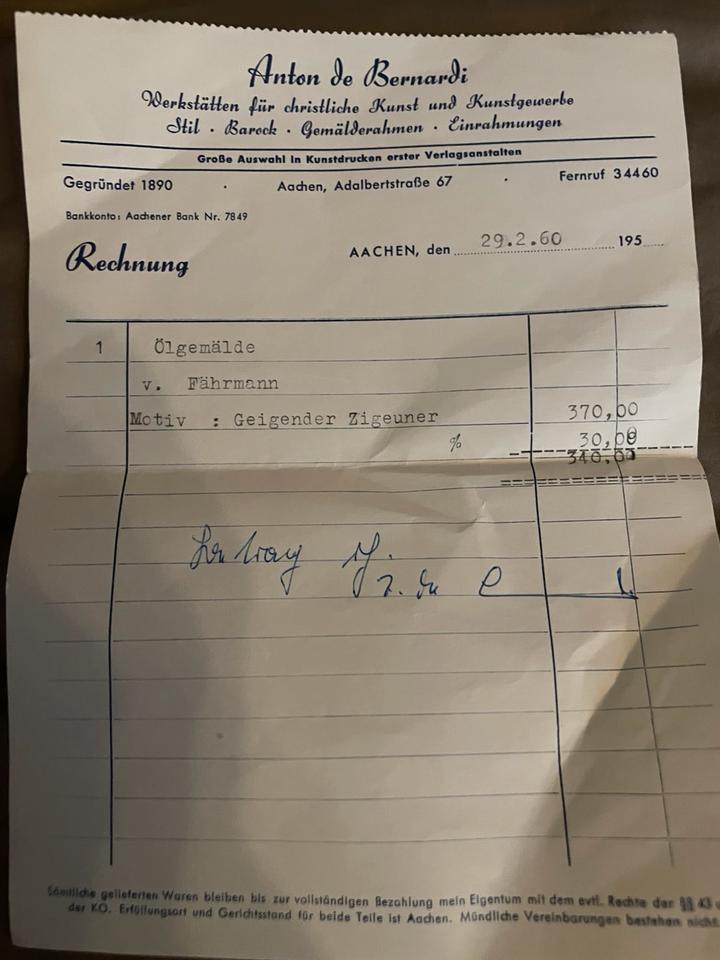 Anton de Bernardi
Werkstätten für christliche Kunst und Kunstgewerbe
Stil · Barock · Gemälderahmen · Einrahmungen
Große Auswahl in Kunstdrucken erster Verlagsanstalten
Gegründet 1890 · Aachen, Adalbertstraße 67 · Fernruf 34460
Bankkonto: Aachener Bank Nr. 7849
Rechnung AACHEN, den 29.2.60 195
1 Ölgemälde
v. Fährmann
Motiv : Geigender Zigeuner 370,00
% 30,00
340,00
Sämtliche gelieferten Waren bleiben bis zur vollständigen Bezahlung mein Eigentum mit dem evtl. Rechte der §§ 43
der KO. Erfüllungsort und Gerichtsstand für beide Teile ist Aachen. Mündliche Vereinbarungen bestehen nicht.